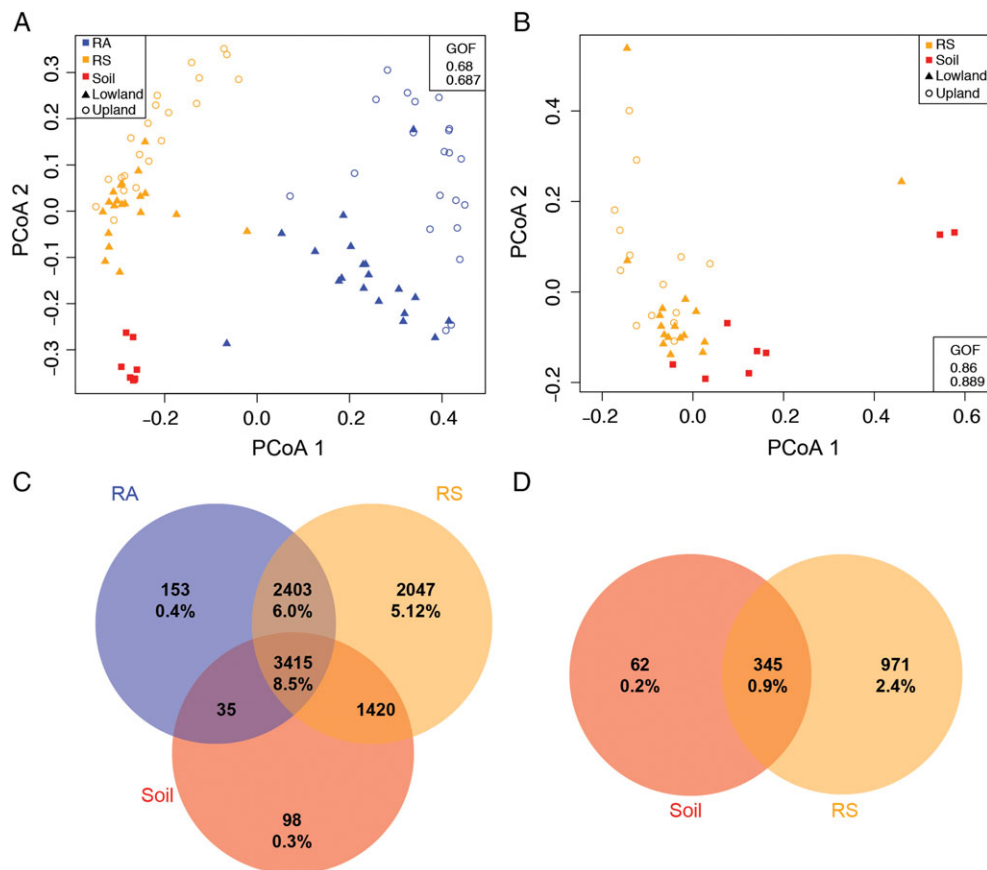 A
RA
RS
Soil
Lowland
Upland
GOF
0.68
0.687
PCoA 2
0.3
0.2
0.1
0.0
-0.1
-0.2
-0.3
-0.2
0.0
0.2
0.4
PCoA 1
B
RS
Soil
Lowland
Upland
GOF
0.86
0.889
PCoA 2
0.4
0.2
0.0
-0.2
-0.2
0.0
0.2
0.4
0.6
PCoA 1
C
RA
RS
153
0.4%
2403
6.0%
2047
5.12%
3415
8.5%
35
1420
Soil
98
0.3%
D
62
0.2%
345
0.9%
971
2.4%
Soil
RS